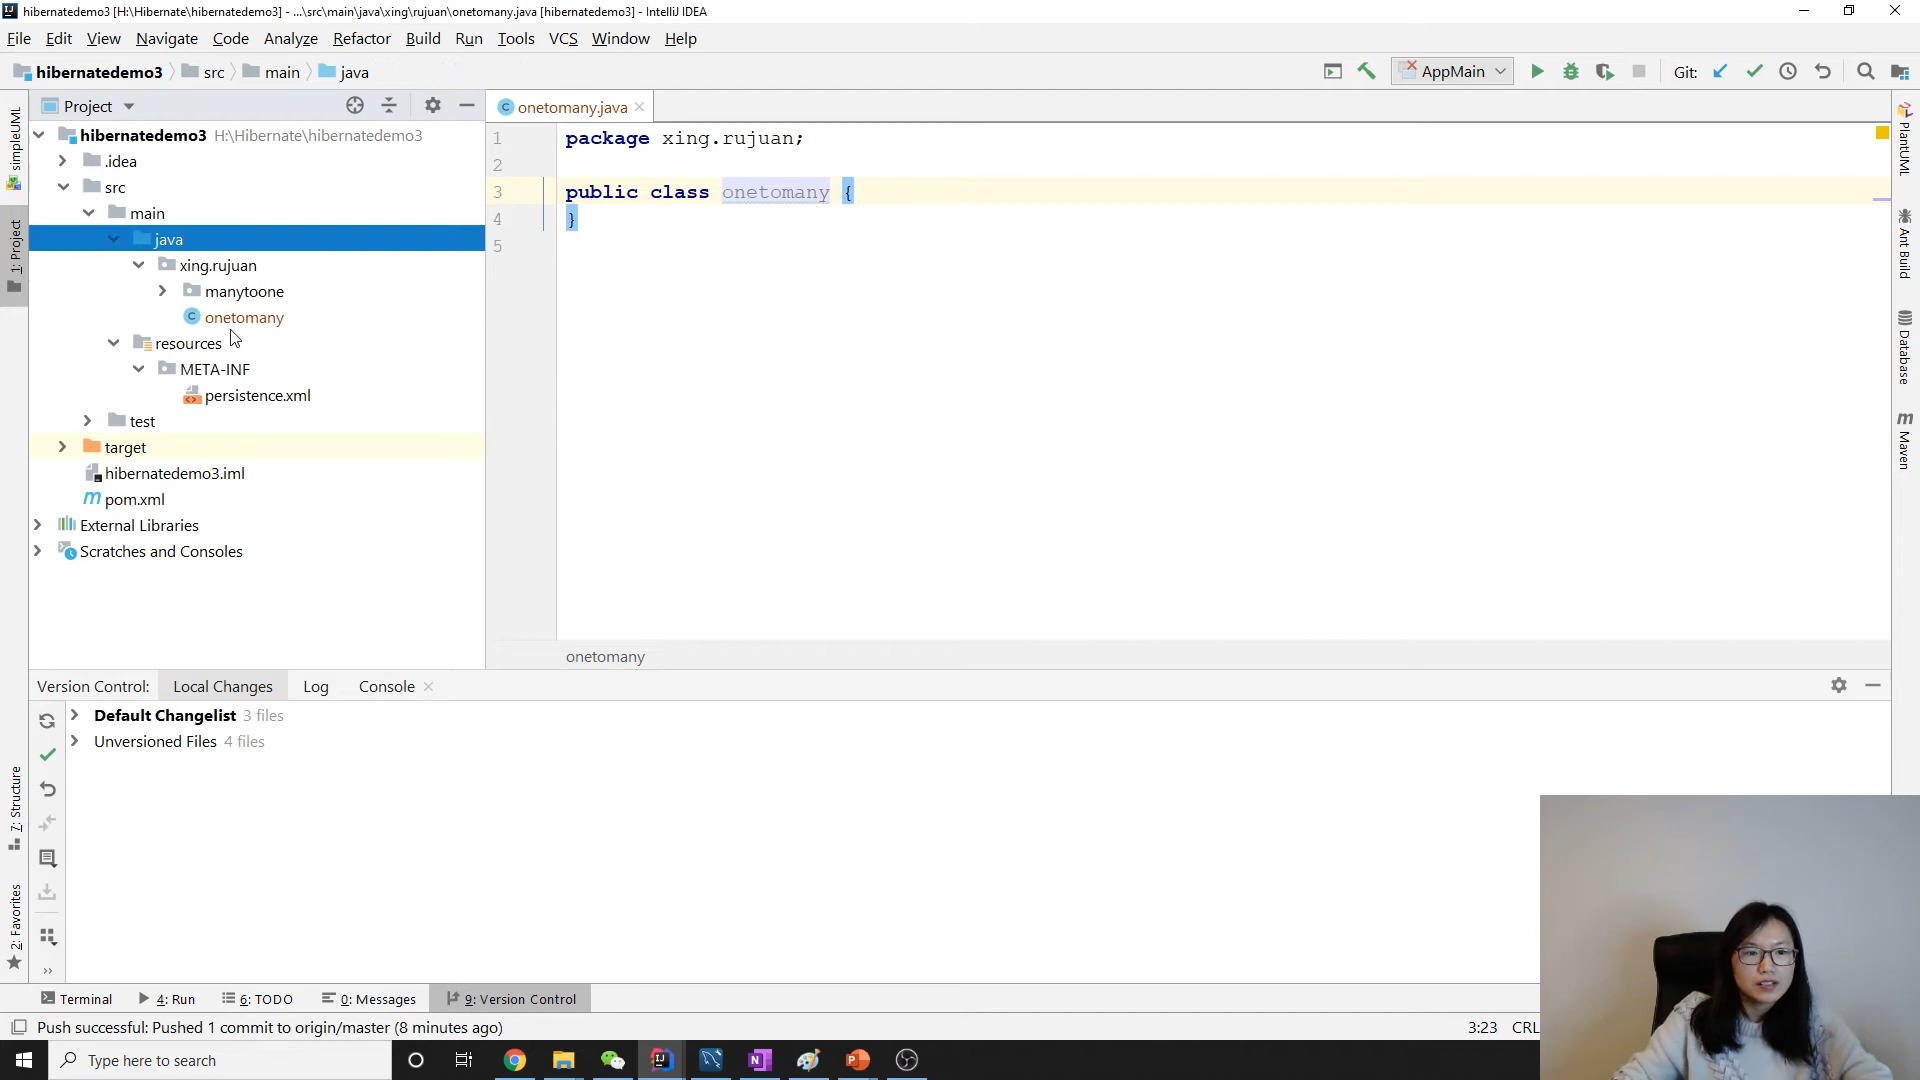 hibernatedemo3 [H:\Hibernate\hibernatedemo3] - ...\src\main\java\xing\rujuan\onetomany.java [hibernatedemo3] - IntelliJ IDEA
File Edit View Navigate Code Analyze Refactor Build Run Tools VCS Window Help
hibernatedemo3 src main java
AppMain
Git:
Project
onetomany.java
hibernatedemo3 H:\Hibernate\hibernatedemo3
.idea
src
main
java
xing.rujuan
manytoone
onetomany
resources
META-INF
persistence.xml
test
target
hibernatedemo3.iml
pom.xml
External Libraries
Scratches and Consoles
1 package xing.rujuan;
2
3 public class onetomany {
4 }
5
onetomany
simpleUML
1: Project
7: Structure
2: Favorites
PlantUML
Ant Build
Database
Maven
Version Control: Local Changes Log Console
Default Changelist 3 files
Unversioned Files 4 files
Terminal 4: Run 6: TODO 0: Messages 9: Version Control
Push successful: Pushed 1 commit to origin/master (8 minutes ago)
3:23 CRL
Type here to search